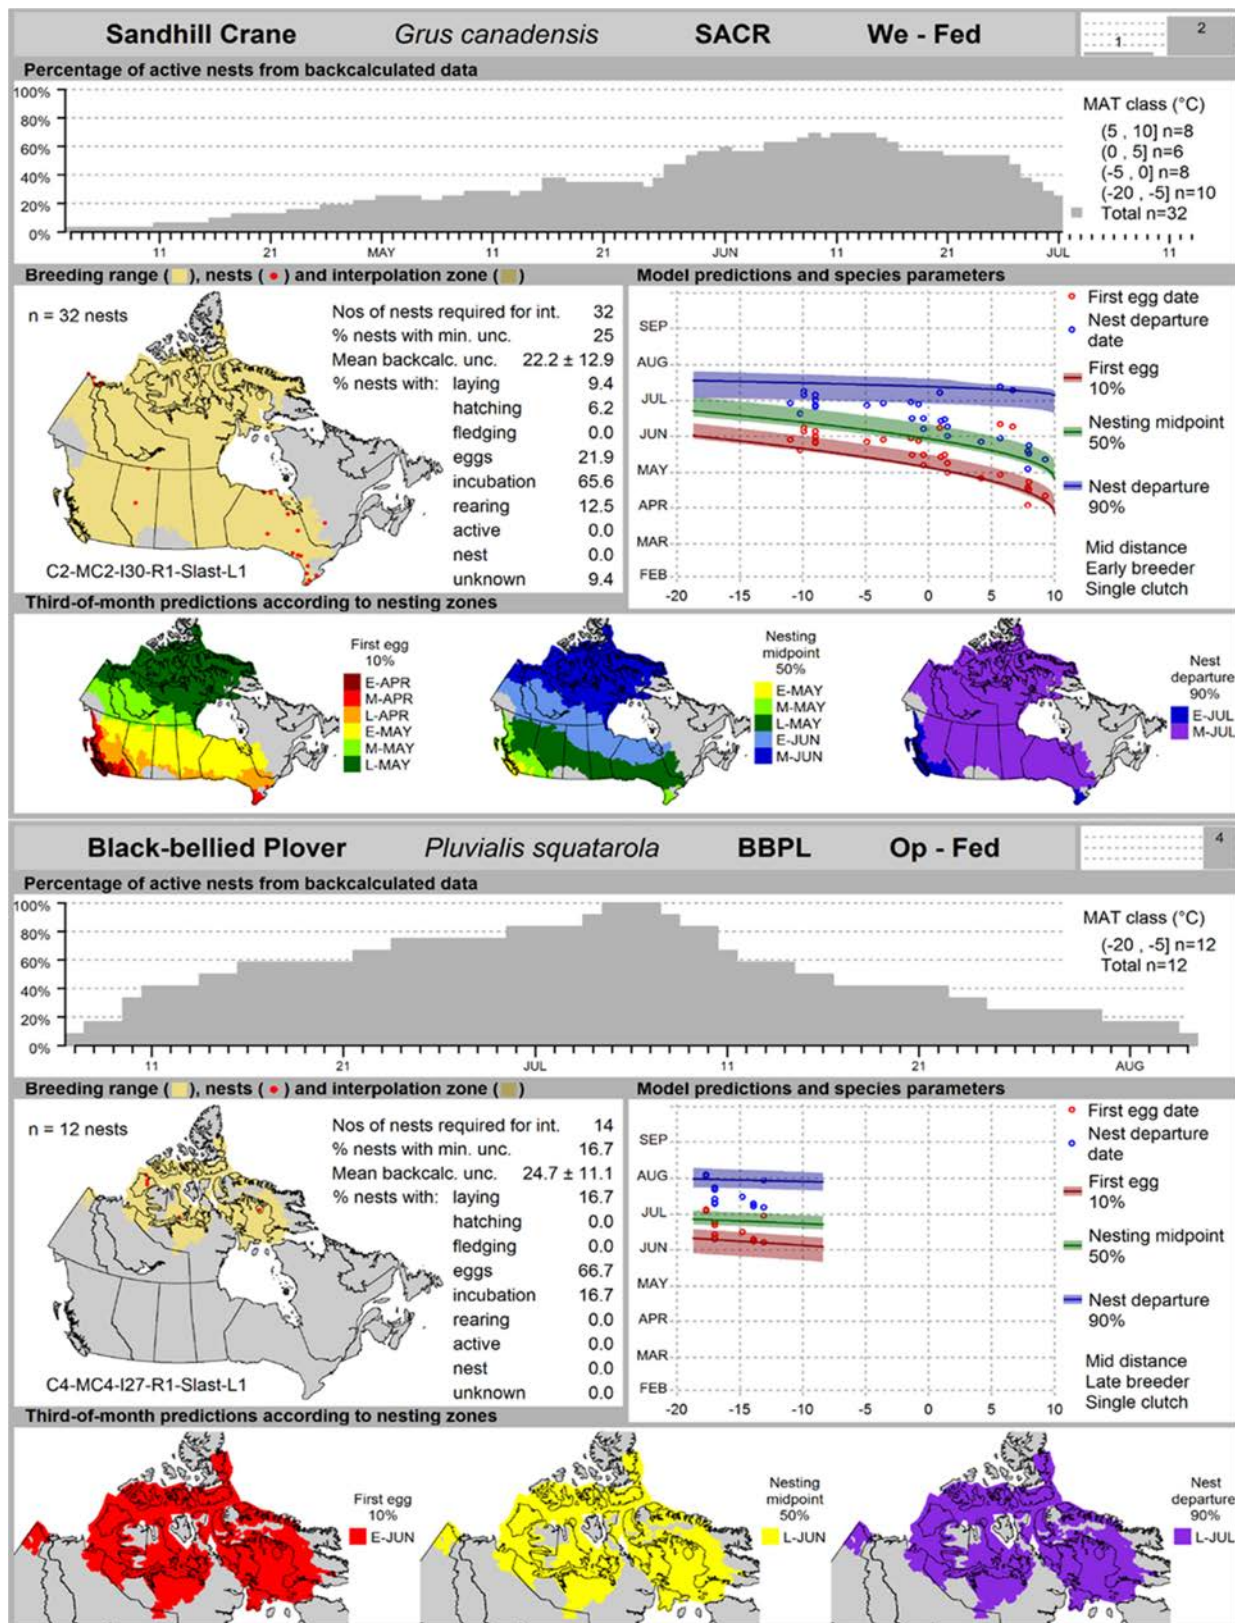 Sandhill Crane Grus canadensis SACR We - Fed
1 2
Percentage of active nests from backcalculated data
100%
80%
60%
40%
20%
0%
11 21 MAY 11 21 JUN 11 21 JUL 11
MAT class (°C)
(5 , 10] n=8
(0 , 5] n=6
(-5 , 0] n=8
(-20 , -5] n=10
Total n=32
Breeding range ( ), nests ( ) and interpolation zone ( )
n = 32 nests
Nos of nests required for int. 32
% nests with min. unc. 25
Mean backcalc. unc. 22.2 ± 12.9
% nests with: laying 9.4
hatching 6.2
fledging 0.0
eggs 21.9
incubation 65.6
rearing 12.5
active 0.0
nest 0.0
unknown 9.4
C2-MC2-I30-R1-Slast-L1
Model predictions and species parameters
SEP
AUG
JUL
JUN
MAY
APR
MAR
FEB
-20 -15 -10 -5 0 5 10
First egg date
Nest departure
date
First egg
10%
Nesting midpoint
50%
Nest departure
90%
Mid distance
Early breeder
Single clutch
Third-of-month predictions according to nesting zones
First egg
10%
E-APR
M-APR
L-APR
E-MAY
M-MAY
L-MAY
Nesting
midpoint
50%
E-MAY
M-MAY
L-MAY
E-JUN
M-JUN
Nest
departure
90%
E-JUL
M-JUL
Black-bellied Plover Pluvialis squatarola BBPL Op - Fed
4
Percentage of active nests from backcalculated data
100%
80%
60%
40%
20%
0%
11 21 JUL 11 21 AUG
MAT class (°C)
(-20 , -5] n=12
Total n=12
Breeding range ( ), nests ( ) and interpolation zone ( )
n = 12 nests
Nos of nests required for int. 14
% nests with min. unc. 16.7
Mean backcalc. unc. 24.7 ± 11.1
% nests with: laying 16.7
hatching 0.0
fledging 0.0
eggs 66.7
incubation 16.7
rearing 0.0
active 0.0
nest 0.0
unknown 0.0
C4-MC4-I27-R1-Slast-L1
Model predictions and species parameters
SEP
AUG
JUL
JUN
MAY
APR
MAR
FEB
-20 -15 -10 -5 0 5 10
First egg date
Nest departure
date
First egg
10%
Nesting midpoint
50%
Nest departure
90%
Mid distance
Late breeder
Single clutch
Third-of-month predictions according to nesting zones
First egg
10%
E-JUN
Nesting
midpoint
50%
L-JUN
Nest
departure
90%
L-JUL